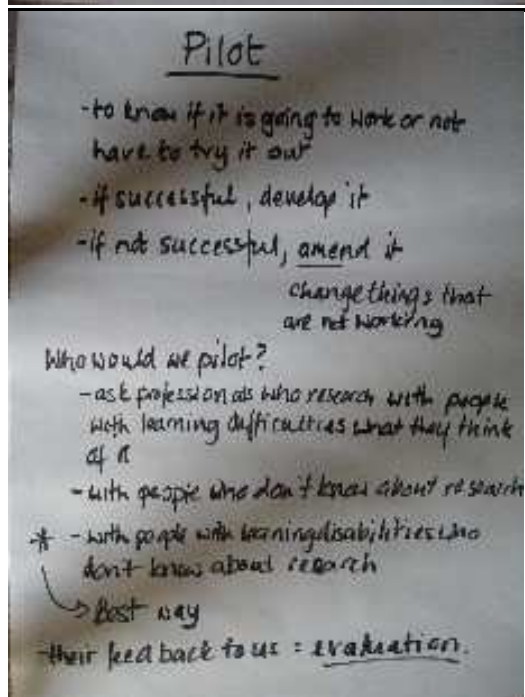 Pilot
- to know if it is going to work or not
have to try it out
- if successful, develop it
- if not successful, amend it
change things that
are not working
Who would we pilot?
- ask professionals who research with people
with learning difficulties what they think
of it
- with people who don't know about research
* - with people with learning disabilities who
don't know about research
Best way
- their feedback to us = evaluation.